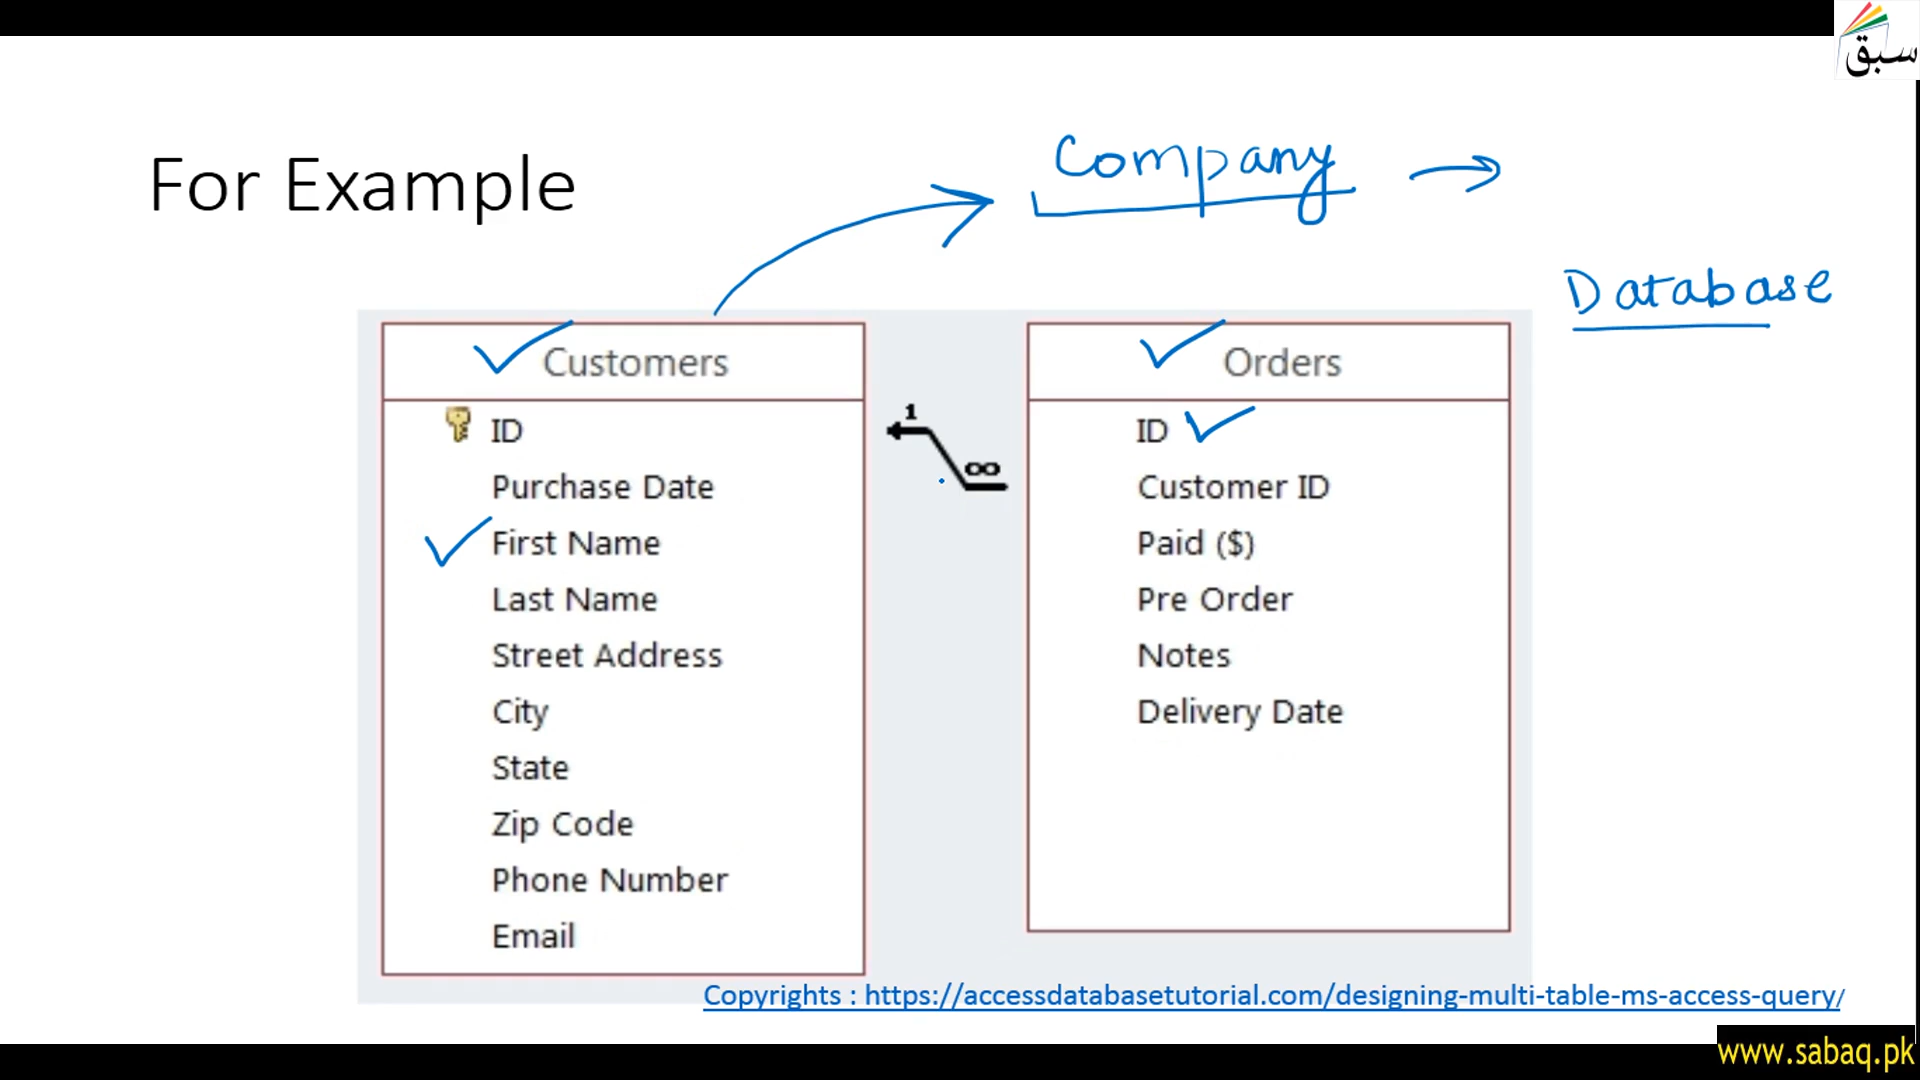 سبق
For Example
Company
Database
Customers
ID
Purchase Date
First Name
Last Name
Street Address
City
State
Zip Code
Phone Number
Email
1
∞
Orders
ID
Customer ID
Paid ($)
Pre Order
Notes
Delivery Date
Copyrights : https://accessdatabasetutorial.com/designing-multi-table-ms-access-query/
www.sabaq.pk